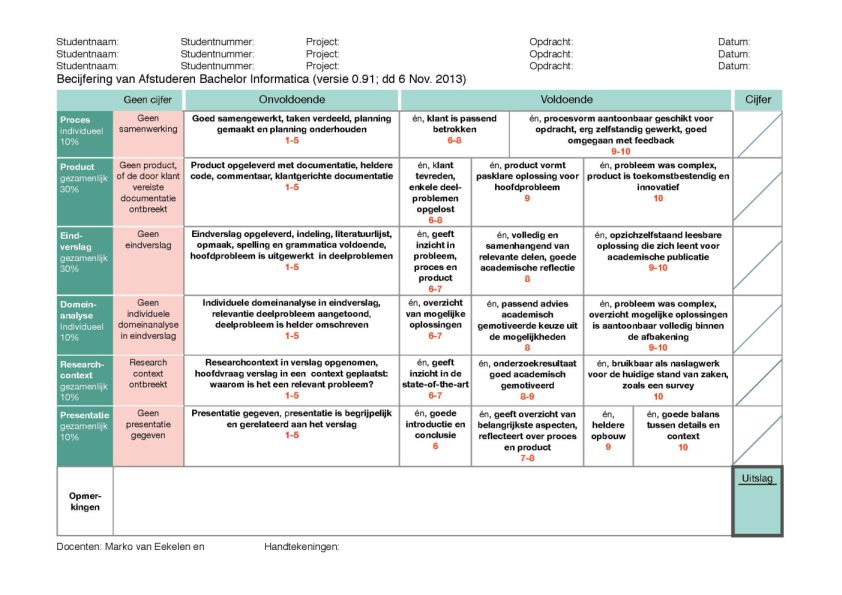 Studentnaam: Studentnummer: Project: Opdracht: Datum:
Studentnaam: Studentnummer: Project: Opdracht: Datum:
Studentnaam: Studentnummer: Project: Opdracht: Datum:
Becijfering van Afstuderen Bachelor Informatica (versie 0.91; dd 6 Nov. 2013)
Geen cijfer Onvoldoende Voldoende Cijfer
Proces
individueel
10%
Geen
samenwerking
Goed samengewerkt, taken verdeeld, planning
gemaakt en planning onderhouden
1-5
én, klant is passend
betrokken
6-8
én, procesvorm aantoonbaar geschikt voor
opdracht, erg zelfstandig gewerkt, goed
omgegaan met feedback
9-10
Product
gezamenlijk
30%
Geen product,
of de door klant
vereiste
documentatie
ontbreekt
Product opgeleverd met documentatie, heldere
code, commentaar, klantgerichte documentatie
1-5
én, klant
tevreden,
enkele deel-
problemen
opgelost
6-8
én, product vormt
pasklare oplossing voor
hoofdprobleem
9
én, probleem was complex,
product is toekomstbestendig en
innovatief
10
Eind-
verslag
gezamenlijk
30%
Geen
eindverslag
Eindverslag opgeleverd, indeling, literatuurlijst,
opmaak, spelling en grammatica voldoende,
hoofdprobleem is uitgewerkt in deelproblemen
1-5
én, geeft
inzicht in
probleem,
proces en
product
6-7
én, volledig en
samenhangend van
relevante delen, goede
academische reflectie
8
én, opzichzelfstaand leesbare
oplossing die zich leent voor
academische publicatie
9-10
Domein-
analyse
Individueel
10%
Geen
individuele
domeinanalyse
in eindverslag
Individuele domeinanalyse in eindverslag,
relevantie deelprobleem aangetoond,
deelprobleem is helder omschreven
1-5
én, overzicht
van mogelijke
oplossingen
6-7
én, passend advies
academisch
gemotiveerde keuze uit
de mogelijkheden
8
én, probleem was complex,
overzicht mogelijke oplossingen
is aantoonbaar volledig binnen
de afbakening
9-10
Research-
context
gezamenlijk
10%
Research
context
ontbreekt
Researchcontext in verslag opgenomen,
hoofdvraag verslag in een context geplaatst:
waarom is het een relevant probleem?
1-5
én, geeft
inzicht in de
state-of-the-art
6-7
én, onderzoekresultaat
goed academisch
gemotiveerd
8-9
én, bruikbaar als naslagwerk
voor de huidige stand van zaken,
zoals een survey
10
Presentatie
gezamenlijk
10%
Geen
presentatie
gegeven
Presentatie gegeven, presentatie is begrijpelijk
en gerelateerd aan het verslag
1-5
én, goede
introductie en
conclusie
6
én, geeft overzicht van
belangrijkste aspecten,
reflecteert over proces
en product
7-8
én,
heldere
opbouw
9
én, goede balans
tussen details en
context
10
Opmer-
kingen
Uitslag
Docenten: Marko van Eekelen en Handtekeningen: